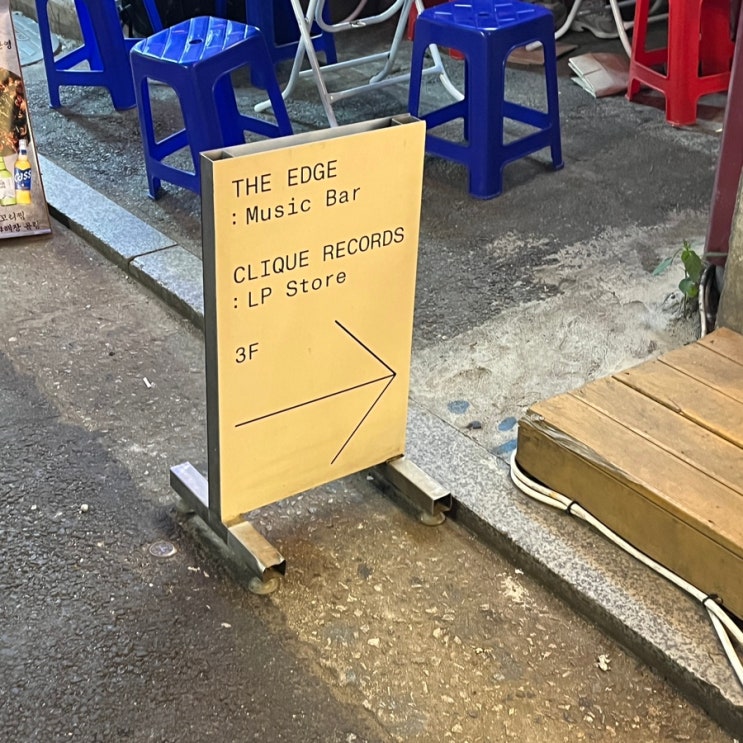 THE EDGE
: Music Bar
CLIQUE RECORDS
: LP Store
3F